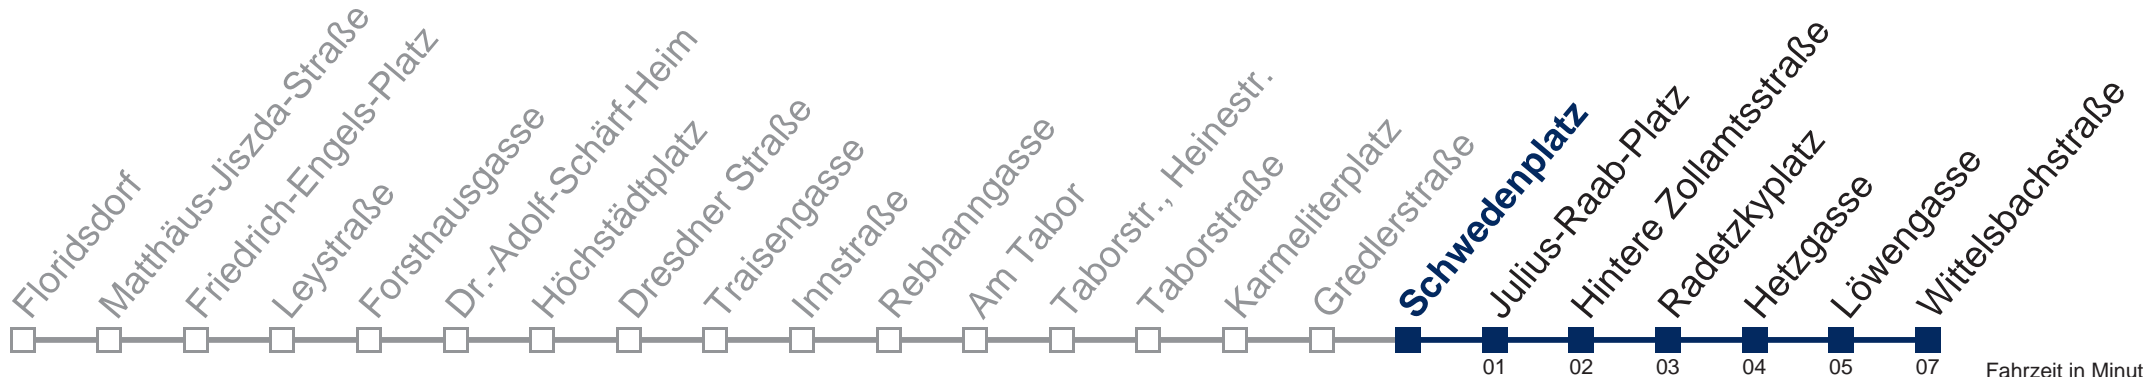 Floridsdorf
Matthäus-Jiszda-Straße
Friedrich-Engels-Platz
Leystraße
Forsthausgasse
Dr.-Adolf-Schärf-Heim
Höchstädtplatz
Dresdner Straße
Traisengasse
Innstraße
Rebhanngasse
Am Tabor
Taborstr., Heinestr.
Taborstraße
Karmeliterplatz
Gredlerstraße
Schwedenplatz
Julius-Raab-Platz
Hintere Zollamtsstraße
Radetzkyplatz
Hetzgasse
Löwengasse
Wittelsbachstraße
01 02 03 04 05 07
Fahrzeit in Minut